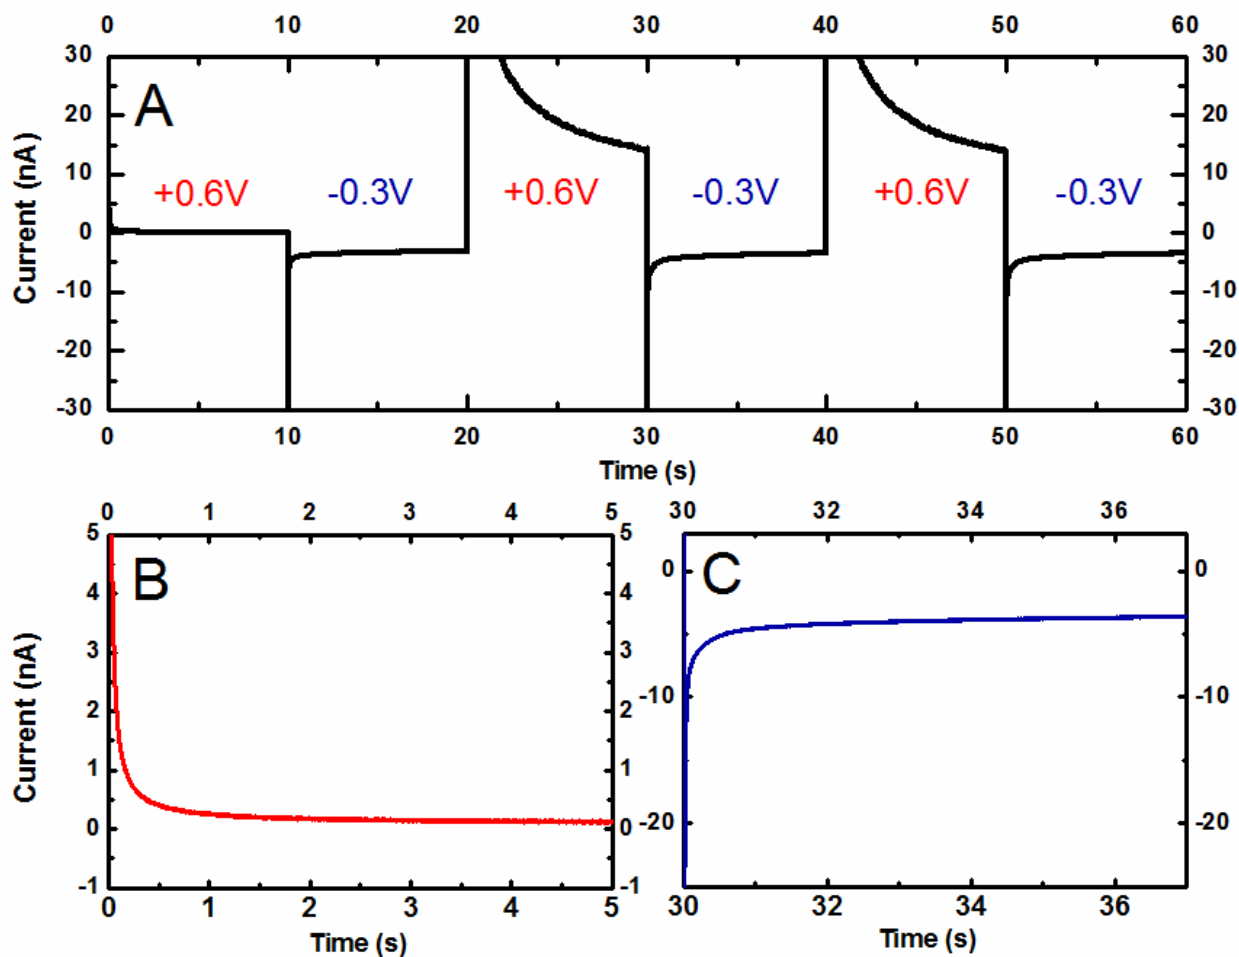 0 10 20 30 40 50 60
30 30
A
20 20
Current (nA)
10 10
+0.6V -0.3V +0.6V -0.3V +0.6V -0.3V
0 0
-10 -10
-20 -20
-30 -30
0 10 20 30 40 50 60
Time (s)
0 1 2 3 4 5
5 5
B
4 4
3 3
Current (nA)
2 2
1 1
0 0
-1 -1
0 1 2 3 4 5
Time (s)
30 32 34 36
C
0 0
-10 -10
-20 -20
30 32 34 36
Time (s)